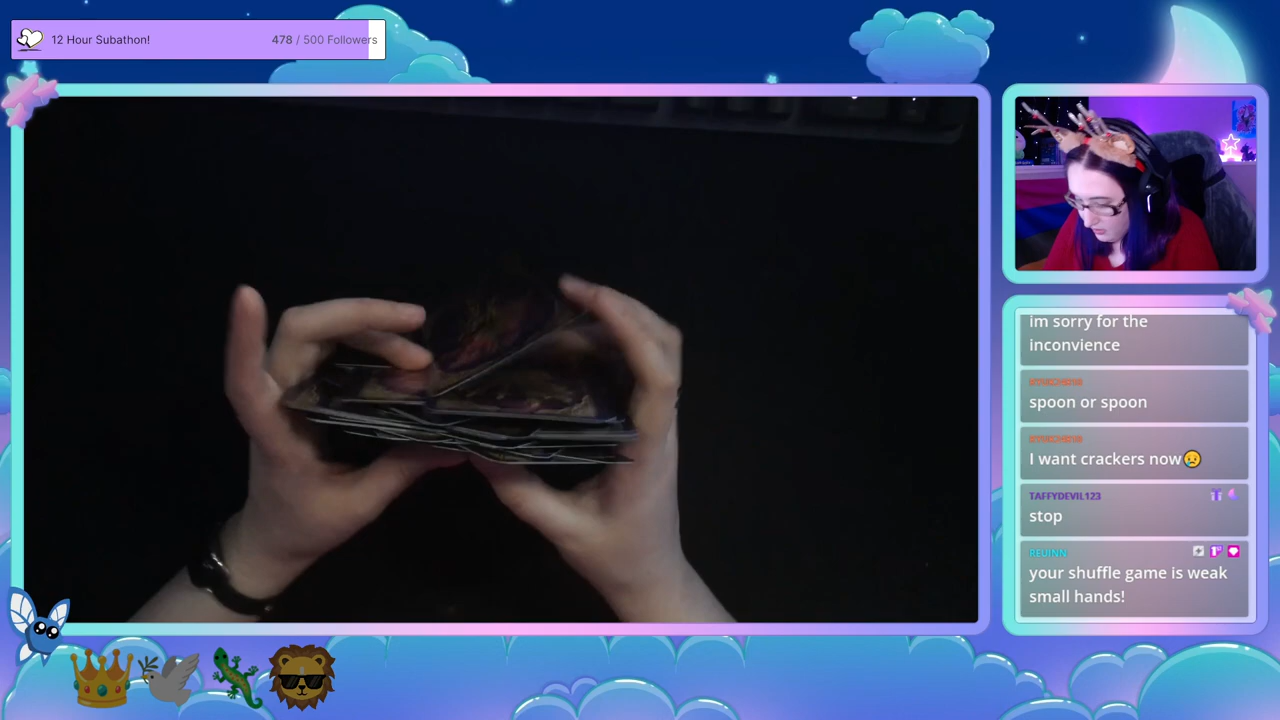 12 Hour Subathon!
478 / 500 Followers
im sorry for the
inconvience
spoon or spoon
I want crackers now😥
TAFFYDEVIL123
stop
your shuffle game is weak
small hands!